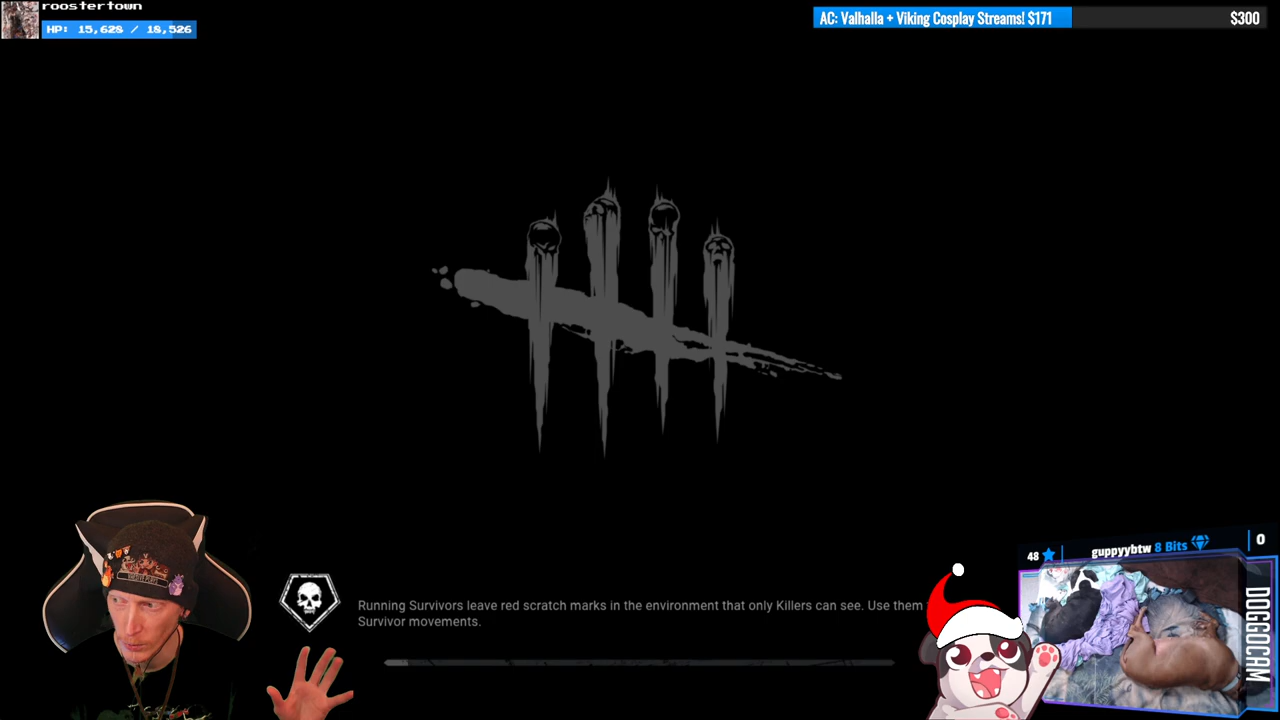 roostertown
HP: 15,628 / 18,526
AC: Valhalla + Viking Cosplay Streams! $171
$300
48
guppyybtw 8 Bits
0
DOGGOCAM
Running Survivors leave red scratch marks in the environment that only Killers can see. Use them
Survivor movements.